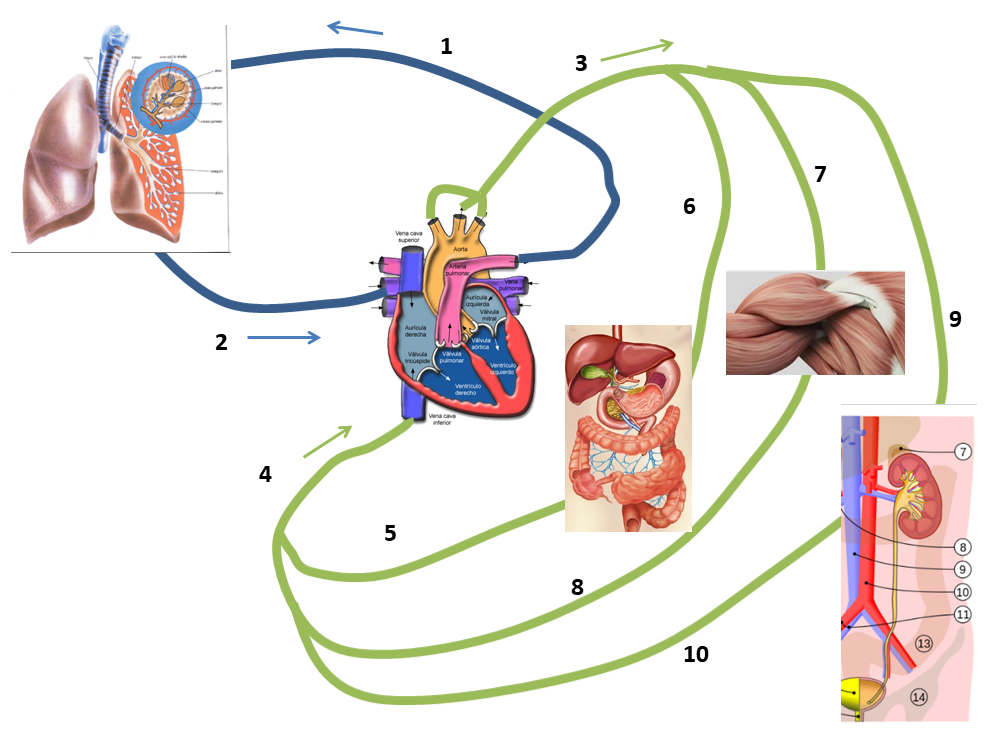 1
3
7
6
Vena cava
superior
Aorta
Arteria
pulmonar
Vena
pulmonar
Aurícula
izquierda
Válvula
mitral
Aurícula
derecha
Válvula
aórtica
Válvula
tricúspide
Válvula
pulmonar
Ventrículo
izquierdo
Ventrículo
derecho
Vena cava
inferior
2
9
4
5
8
10
7
8
9
10
11
13
14